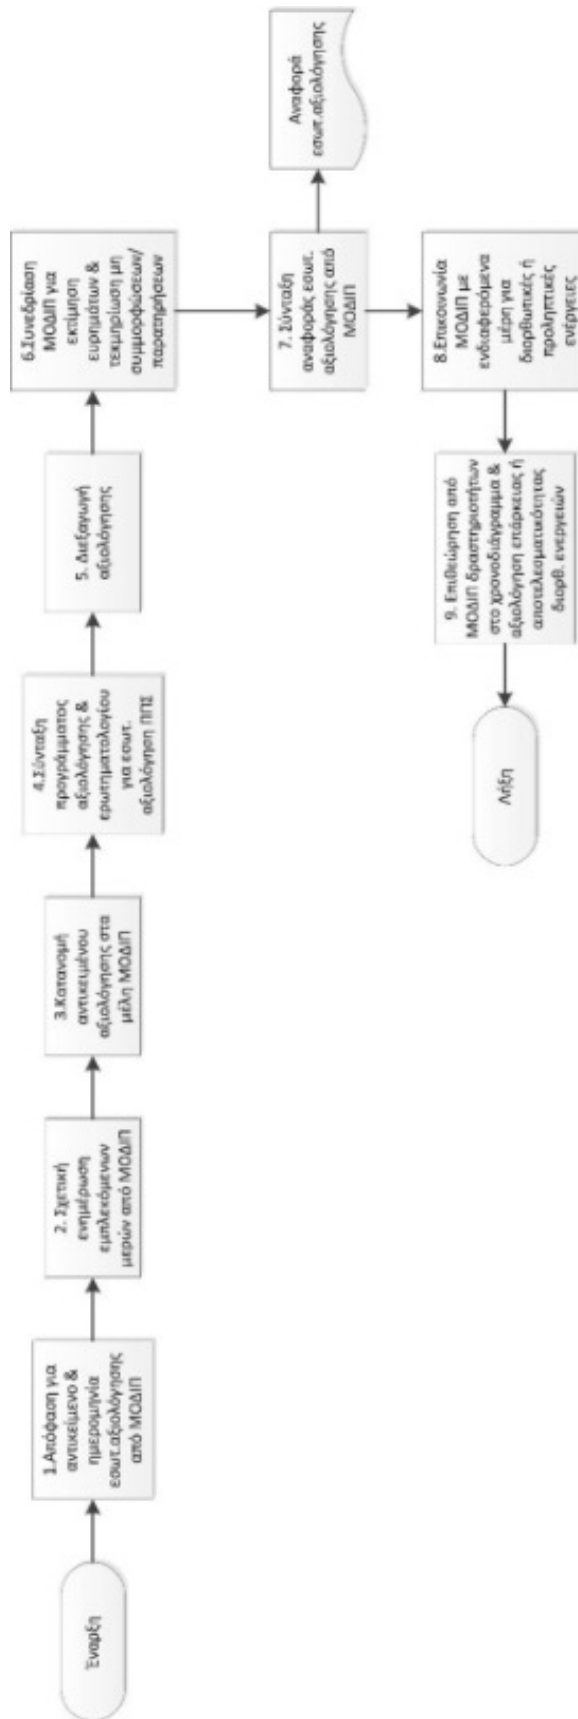 Έναρξη
1.Απόφαση για
αντικείμενο &
ημερομηνία
εσωτ.αξιολόγησης
από ΜΟΔΙΠ
2. Σχετική
ενημέρωση
εμπλεκόμενων
μερών από ΜΟΔΙΠ
3.Κατανομή
αντικειμένου
αξιολόγησης στα
μέλη ΜΟΔΙΠ
4.Σύνταξη
προγράμματος
αξιολόγησης &
ερωτηματολογίου
για εσωτ.
αξιολόγηση ΠΠΣ
5. Διεξαγωγή
αξιολόγησης
6.Συνεδρίαση
ΜΟΔΙΠ για
εκτίμηση
ευρημάτων &
τεκμηρίωση μη
συμμορφώσεων/
παρατηρήσεων
7. Σύνταξη
αναφοράς εσωτ.
αξιολόγησης από
ΜΟΔΙΠ
Αναφορά
εσωτ.αξιολόγησης
8.Επικοινωνία
ΜΟΔΙΠ με
ενδιαφερόμενα
μέρη για
διορθωτικές ή
προληπτικές
ενέργειες
9. Επιθεώρηση από
ΜΟΔΙΠ δραστηριοτήτων
στο χρονοδιάγραμμα &
αξιολόγηση επάρκειας ή
αποτελεσματικότητας
διορθ. ενεργειών
Λήξη